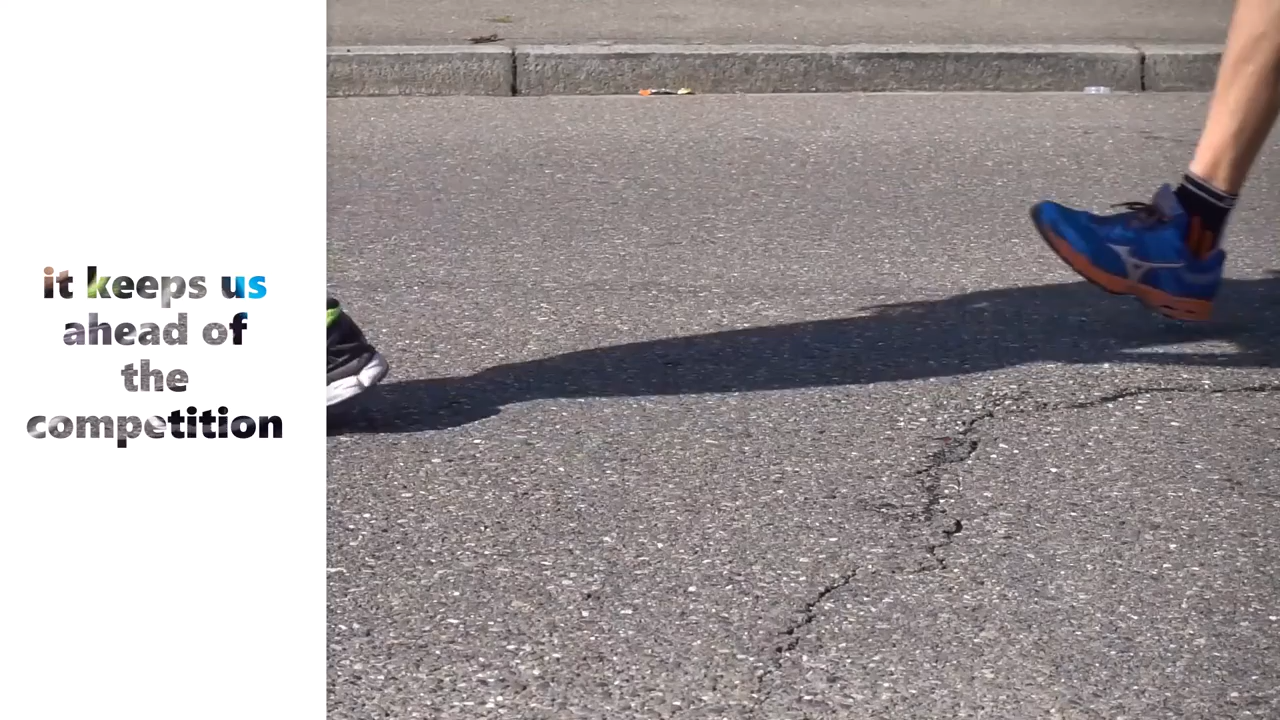 it keeps us
ahead of
the
competition